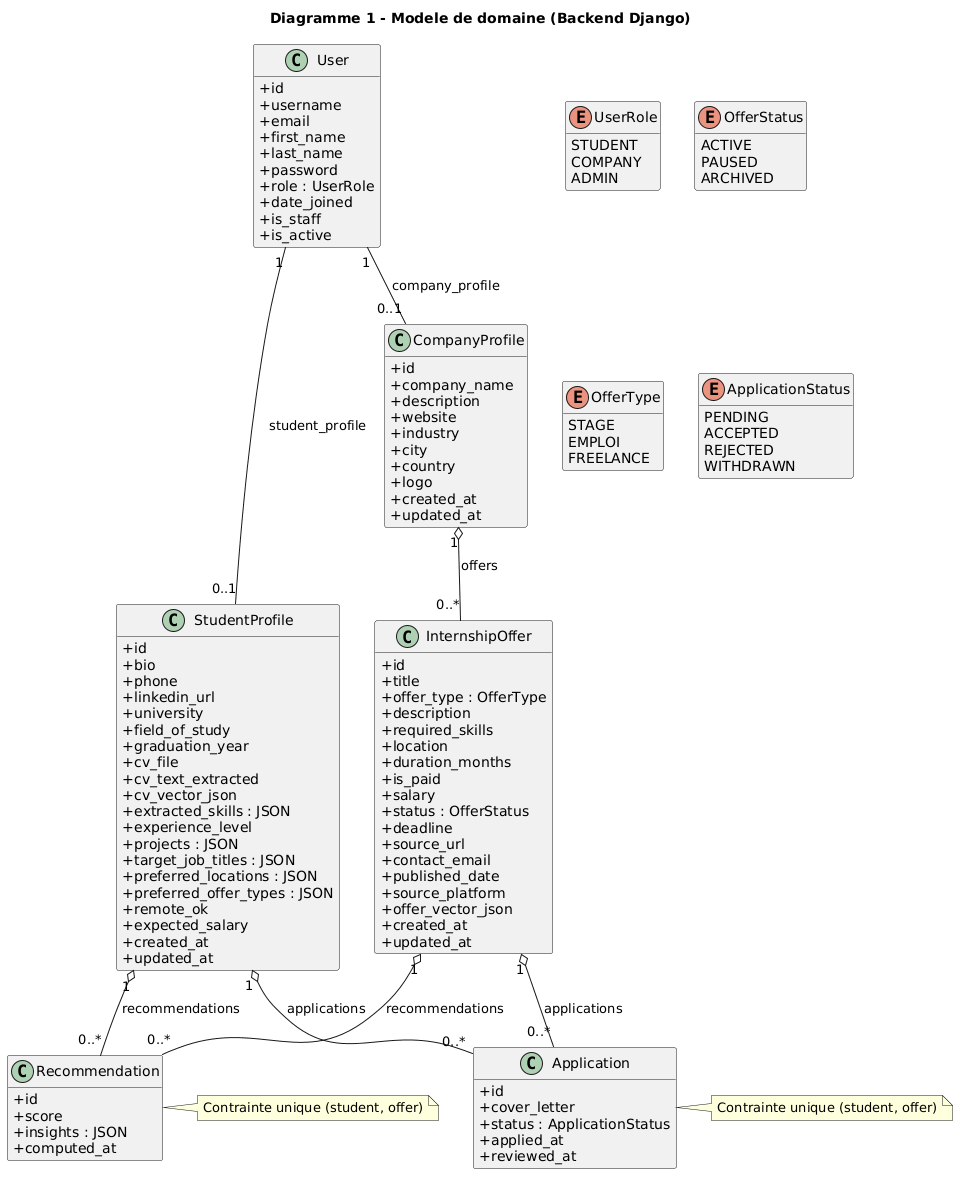 Diagramme 1 - Modele de domaine (Backend Django)
C User
+id
+username
+email
+first_name
+last_name
+password
+role : UserRole
+date_joined
+is_staff
+is_active
E UserRole
STUDENT
COMPANY
ADMIN
E OfferStatus
ACTIVE
PAUSED
ARCHIVED
1
1
company_profile
0..1
student_profile
0..1
C CompanyProfile
+id
+company_name
+description
+website
+industry
+city
+country
+logo
+created_at
+updated_at
E OfferType
STAGE
EMPLOI
FREELANCE
E ApplicationStatus
PENDING
ACCEPTED
REJECTED
WITHDRAWN
1
offers
0..*
C StudentProfile
+id
+bio
+phone
+linkedin_url
+university
+field_of_study
+graduation_year
+cv_file
+cv_text_extracted
+cv_vector_json
+extracted_skills : JSON
+experience_level
+projects : JSON
+target_job_titles : JSON
+preferred_locations : JSON
+preferred_offer_types : JSON
+remote_ok
+expected_salary
+created_at
+updated_at
C InternshipOffer
+id
+title
+offer_type : OfferType
+description
+required_skills
+location
+duration_months
+is_paid
+salary
+status : OfferStatus
+deadline
+source_url
+contact_email
+published_date
+source_platform
+offer_vector_json
+created_at
+updated_at
1
recommendations
0..*
1
applications
0..*
1
recommendations
0..*
1
applications
0..*
C Recommendation
+id
+score
+insights : JSON
+computed_at
Contrainte unique (student, offer)
C Application
+id
+cover_letter
+status : ApplicationStatus
+applied_at
+reviewed_at
Contrainte unique (student, offer)